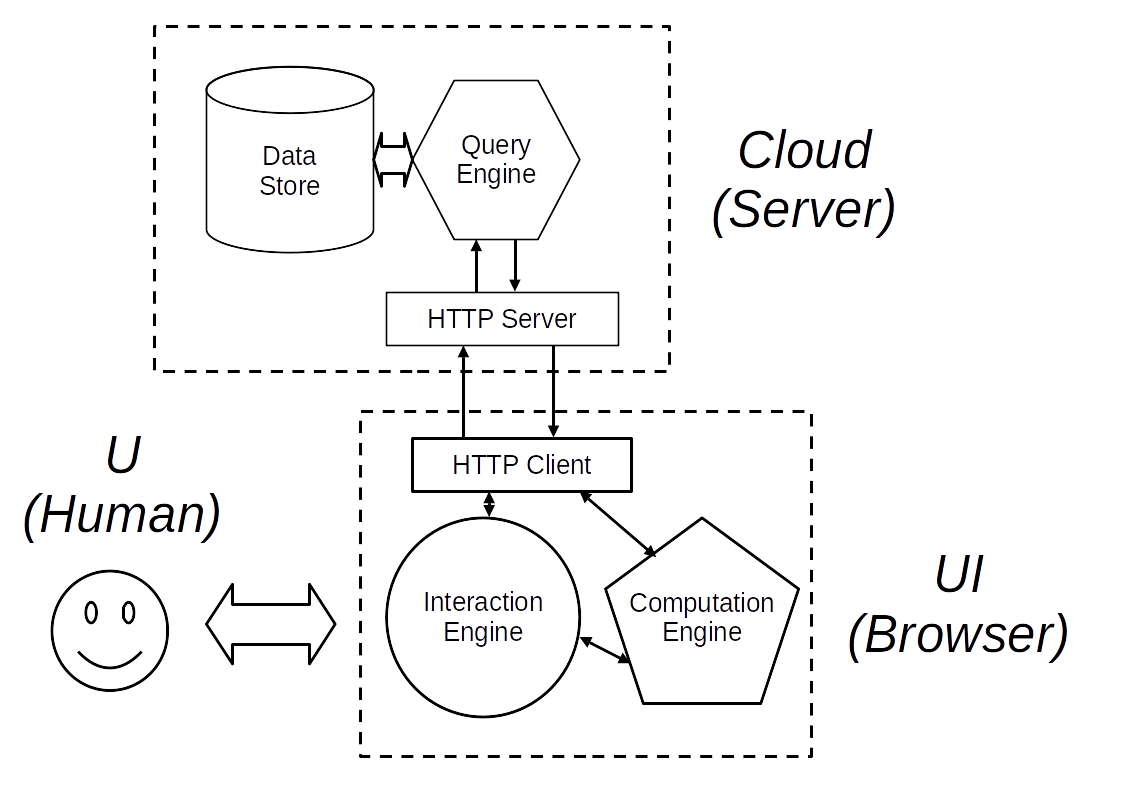 Data
Store
Query
Engine
Cloud
(Server)
HTTP Server
U
(Human)
HTTP Client
Interaction
Engine
Computation
Engine
UI
(Browser)